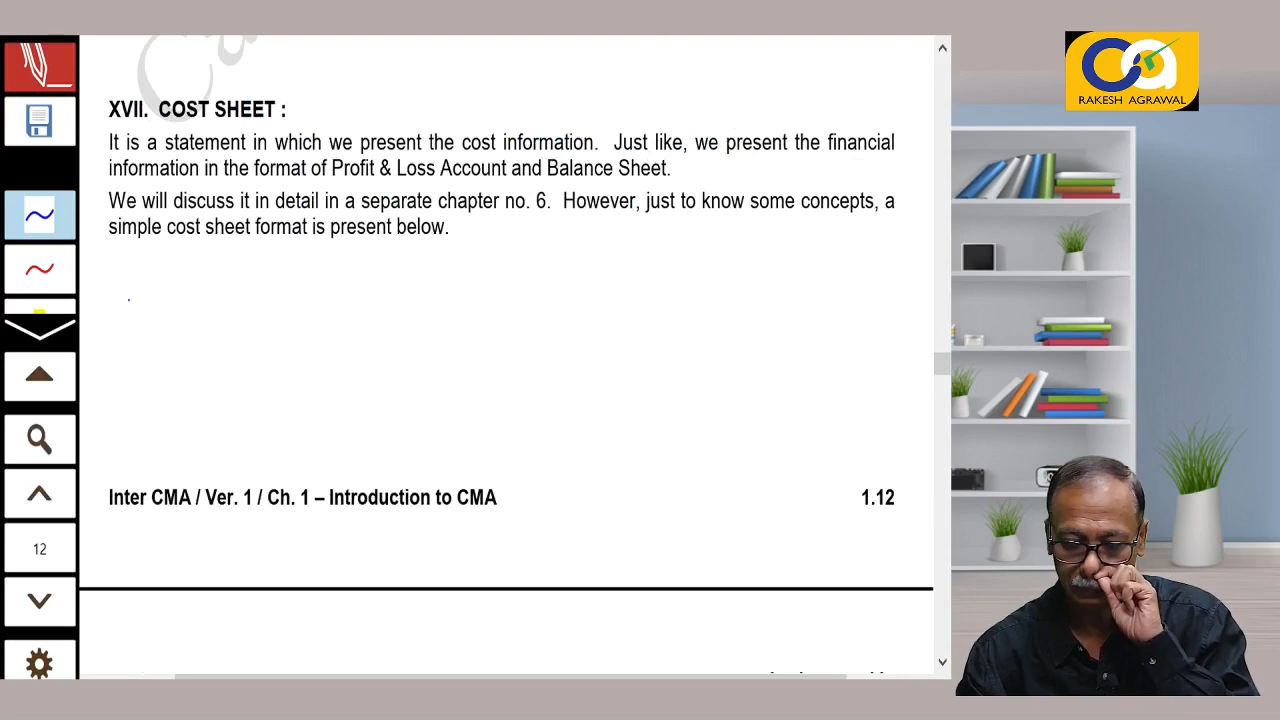 XVII. COST SHEET :
It is a statement in which we present the cost information. Just like, we present the financial
information in the format of Profit & Loss Account and Balance Sheet.
We will discuss it in detail in a separate chapter no. 6. However, just to know some concepts, a
simple cost sheet format is present below.
Inter CMA / Ver. 1 / Ch. 1 – Introduction to CMA 1.12
12
ca
RAKESH AGRAWAL